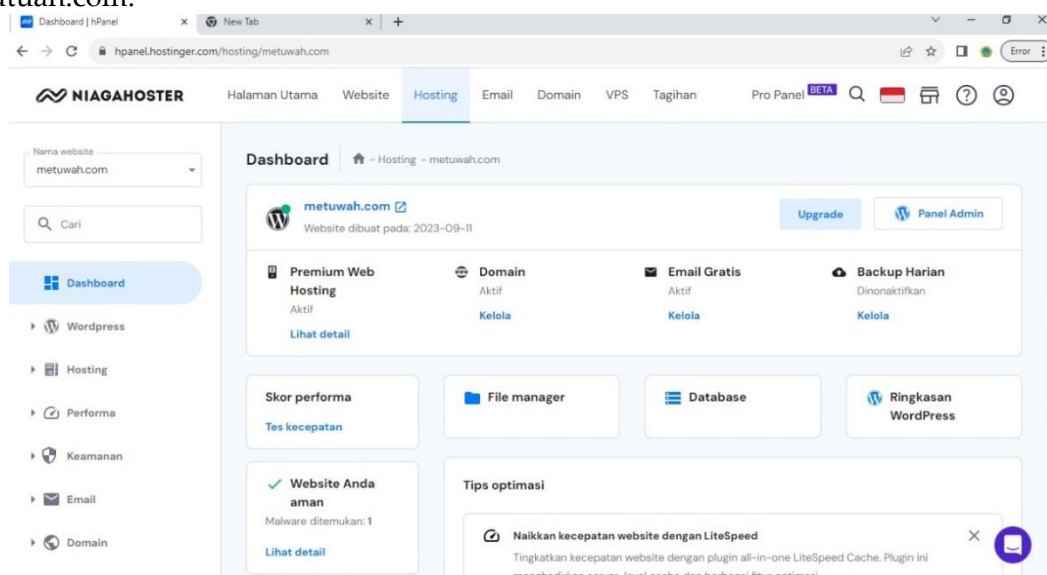 Dashboard | hPanel
New Tab
hpanel.hostinger.com/hosting/metuwah.com
Error
NIAGAHOSTER
Halaman Utama Website Hosting Email Domain VPS Tagihan Pro Panel BETA
Nama website
metuwah.com
Cari
Dashboard
Wordpress
Hosting
Performa
Keamanan
Email
Domain
Dashboard - Hosting - metuwah.com
metuwah.com
Website dibuat pada: 2023-09-11
Upgrade
Panel Admin
Premium Web
Hosting
Aktif
Lihat detail
Domain
Aktif
Kelola
Email Gratis
Aktif
Kelola
Backup Harian
Dinonaktifkan
Kelola
Skor performa
Tes kecepatan
File manager
Database
Ringkasan
WordPress
Website Anda
aman
Malware ditemukan: 1
Lihat detail
Tips optimasi
Naikkan kecepatan website dengan LiteSpeed
Tingkatkan kecepatan website dengan plugin all-in-one LiteSpeed Cache. Plugin ini